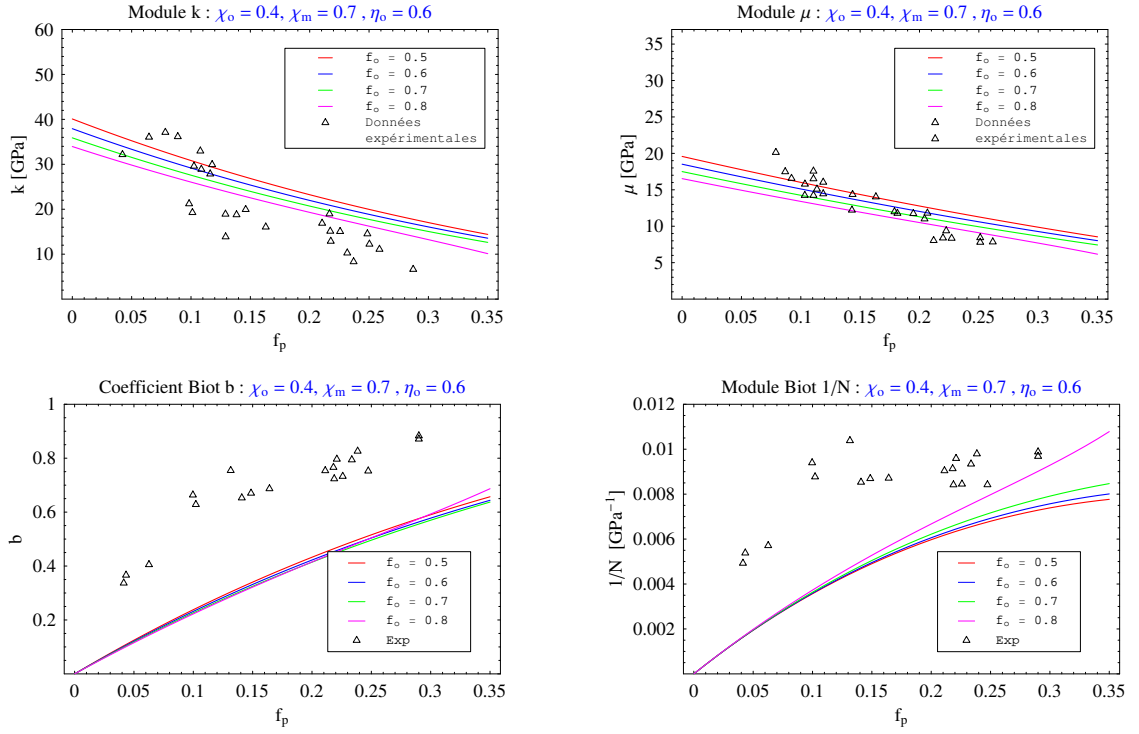 Module k : χo = 0.4, χm = 0.7 , ηo = 0.6
60
50
40
30
20
10
k [GPa]
fo = 0.5
fo = 0.6
fo = 0.7
fo = 0.8
Données
expérimentales
0 0.05 0.1 0.15 0.2 0.25 0.3 0.35
fp
Module μ : χo = 0.4, χm = 0.7 , ηo = 0.6
35
30
25
20
15
10
5
μ [GPa]
fo = 0.5
fo = 0.6
fo = 0.7
fo = 0.8
Données
expérimentales
0 0.05 0.1 0.15 0.2 0.25 0.3 0.35
fp
Coefficient Biot b : χo = 0.4, χm = 0.7 , ηo = 0.6
1
0.8
0.6
0.4
0.2
b
fo = 0.5
fo = 0.6
fo = 0.7
fo = 0.8
Exp
0 0.05 0.1 0.15 0.2 0.25 0.3 0.35
fp
Module Biot 1/N : χo = 0.4, χm = 0.7 , ηo = 0.6
0.012
0.01
0.008
0.006
0.004
0.002
1/N [GPa⁻¹]
fo = 0.5
fo = 0.6
fo = 0.7
fo = 0.8
Exp
0 0.05 0.1 0.15 0.2 0.25 0.3 0.35
fp